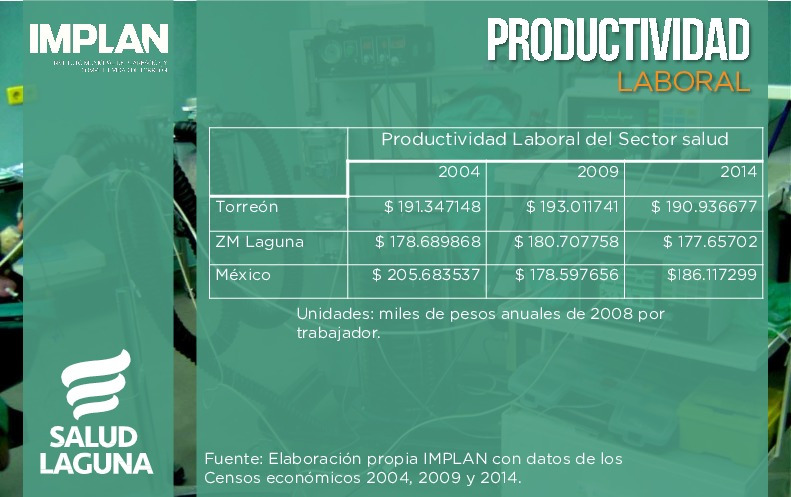 IMPLAN
PRODUCTIVIDAD
LABORAL
Productividad Laboral del Sector salud
2004 2009 2014
Torreón $ 191.347148 $ 193.011741 $ 190.936677
ZM Laguna $ 178.689868 $ 180.707758 $ 177.65702
México $ 205.683537 $ 178.597656 $186.117299
Unidades: miles de pesos anuales de 2008 por
trabajador.
SALUD
LAGUNA
Fuente: Elaboración propia IMPLAN con datos de los
Censos económicos 2004, 2009 y 2014.